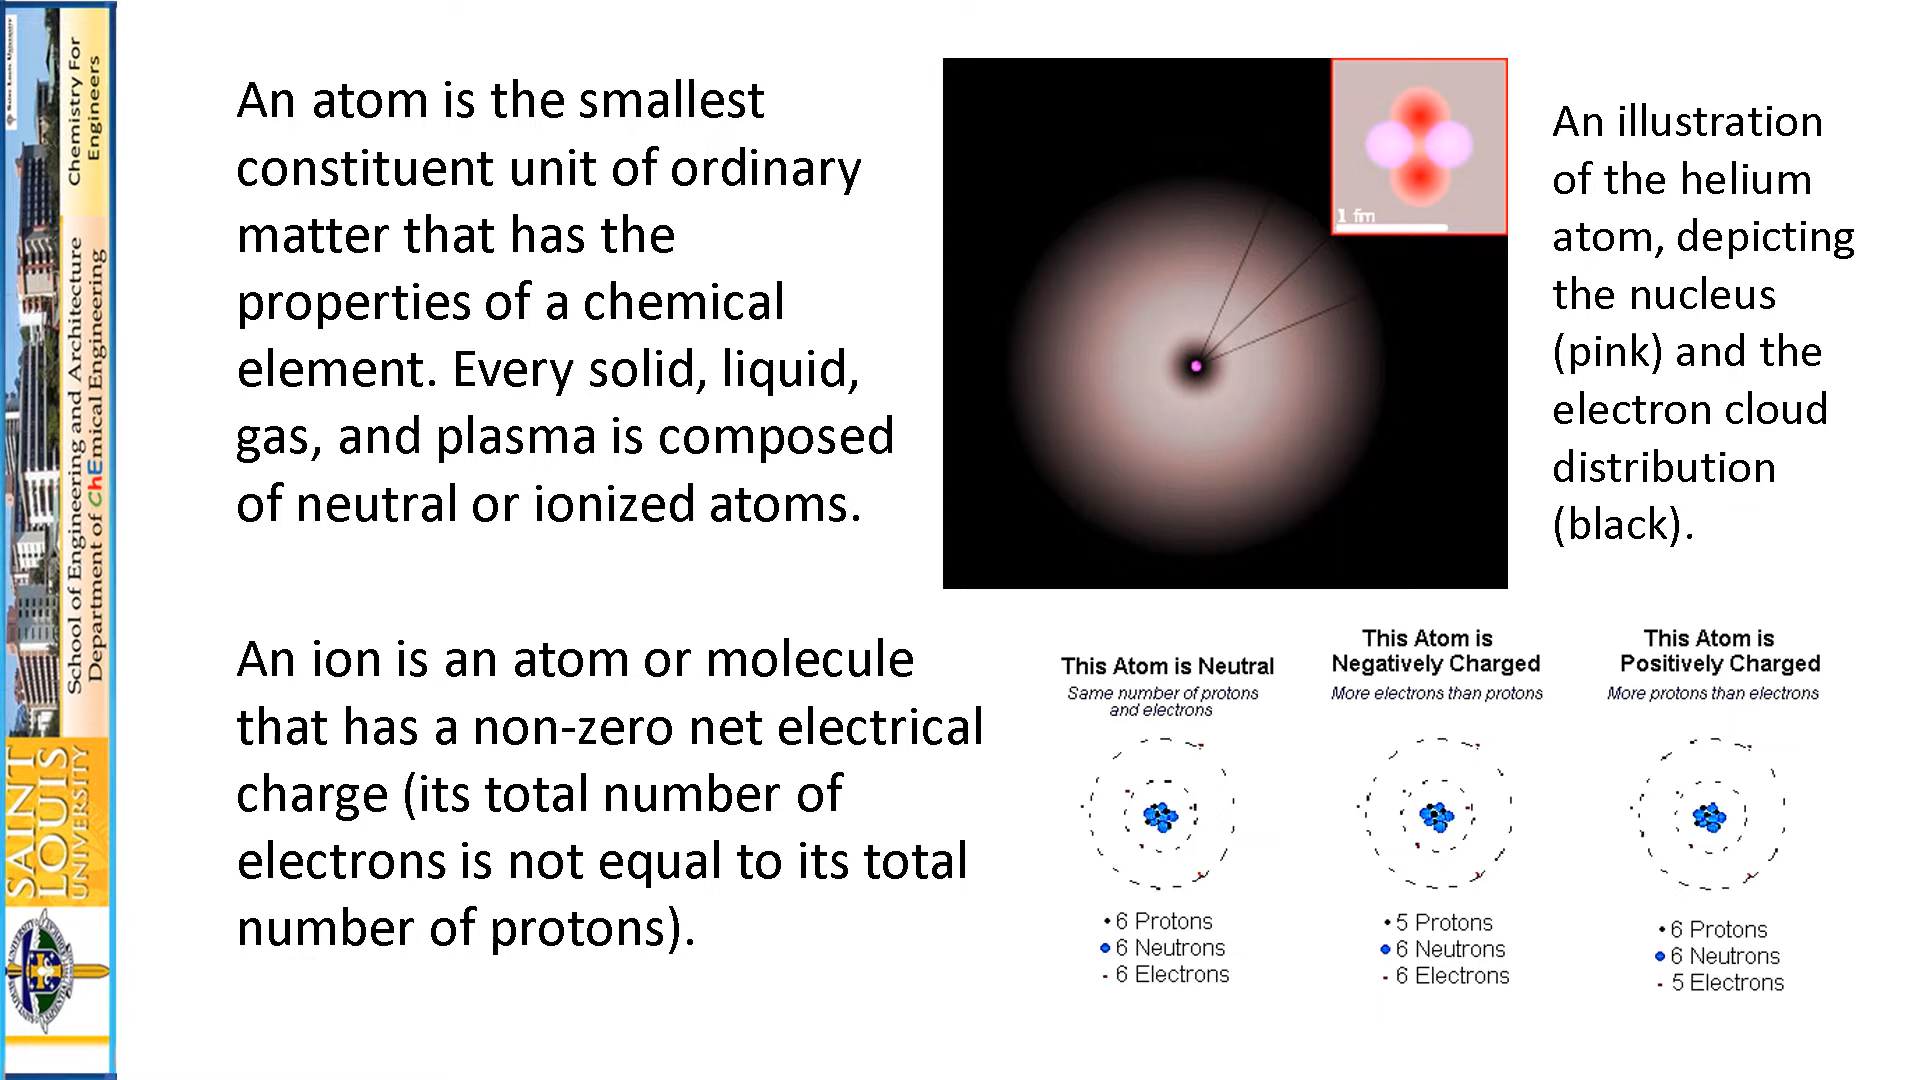 Saint Louis University
Chemistry For
Engineers
School of Engineering and Architecture
Department of ChEmical Engineering
SAINT
LOUIS
UNIVERSITY
An atom is the smallest
constituent unit of ordinary
matter that has the
properties of a chemical
element. Every solid, liquid,
gas, and plasma is composed
of neutral or ionized atoms.
An ion is an atom or molecule
that has a non-zero net electrical
charge (its total number of
electrons is not equal to its total
number of protons).
1 fm
An illustration
of the helium
atom, depicting
the nucleus
(pink) and the
electron cloud
distribution
(black).
This Atom is Neutral
Same number of protons
and electrons
• 6 Protons
6 Neutrons
- 6 Electrons
This Atom is
Negatively Charged
More electrons than protons
• 5 Protons
6 Neutrons
- 6 Electrons
This Atom is
Positively Charged
More protons than electrons
• 6 Protons
6 Neutrons
- 5 Electrons